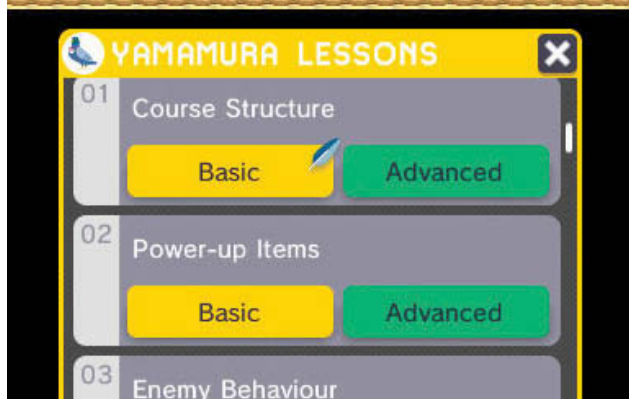 YAMAMURA LESSONS
01
Course Structure
Basic Advanced
02
Power-up Items
Basic Advanced
03
Enemy Behaviour